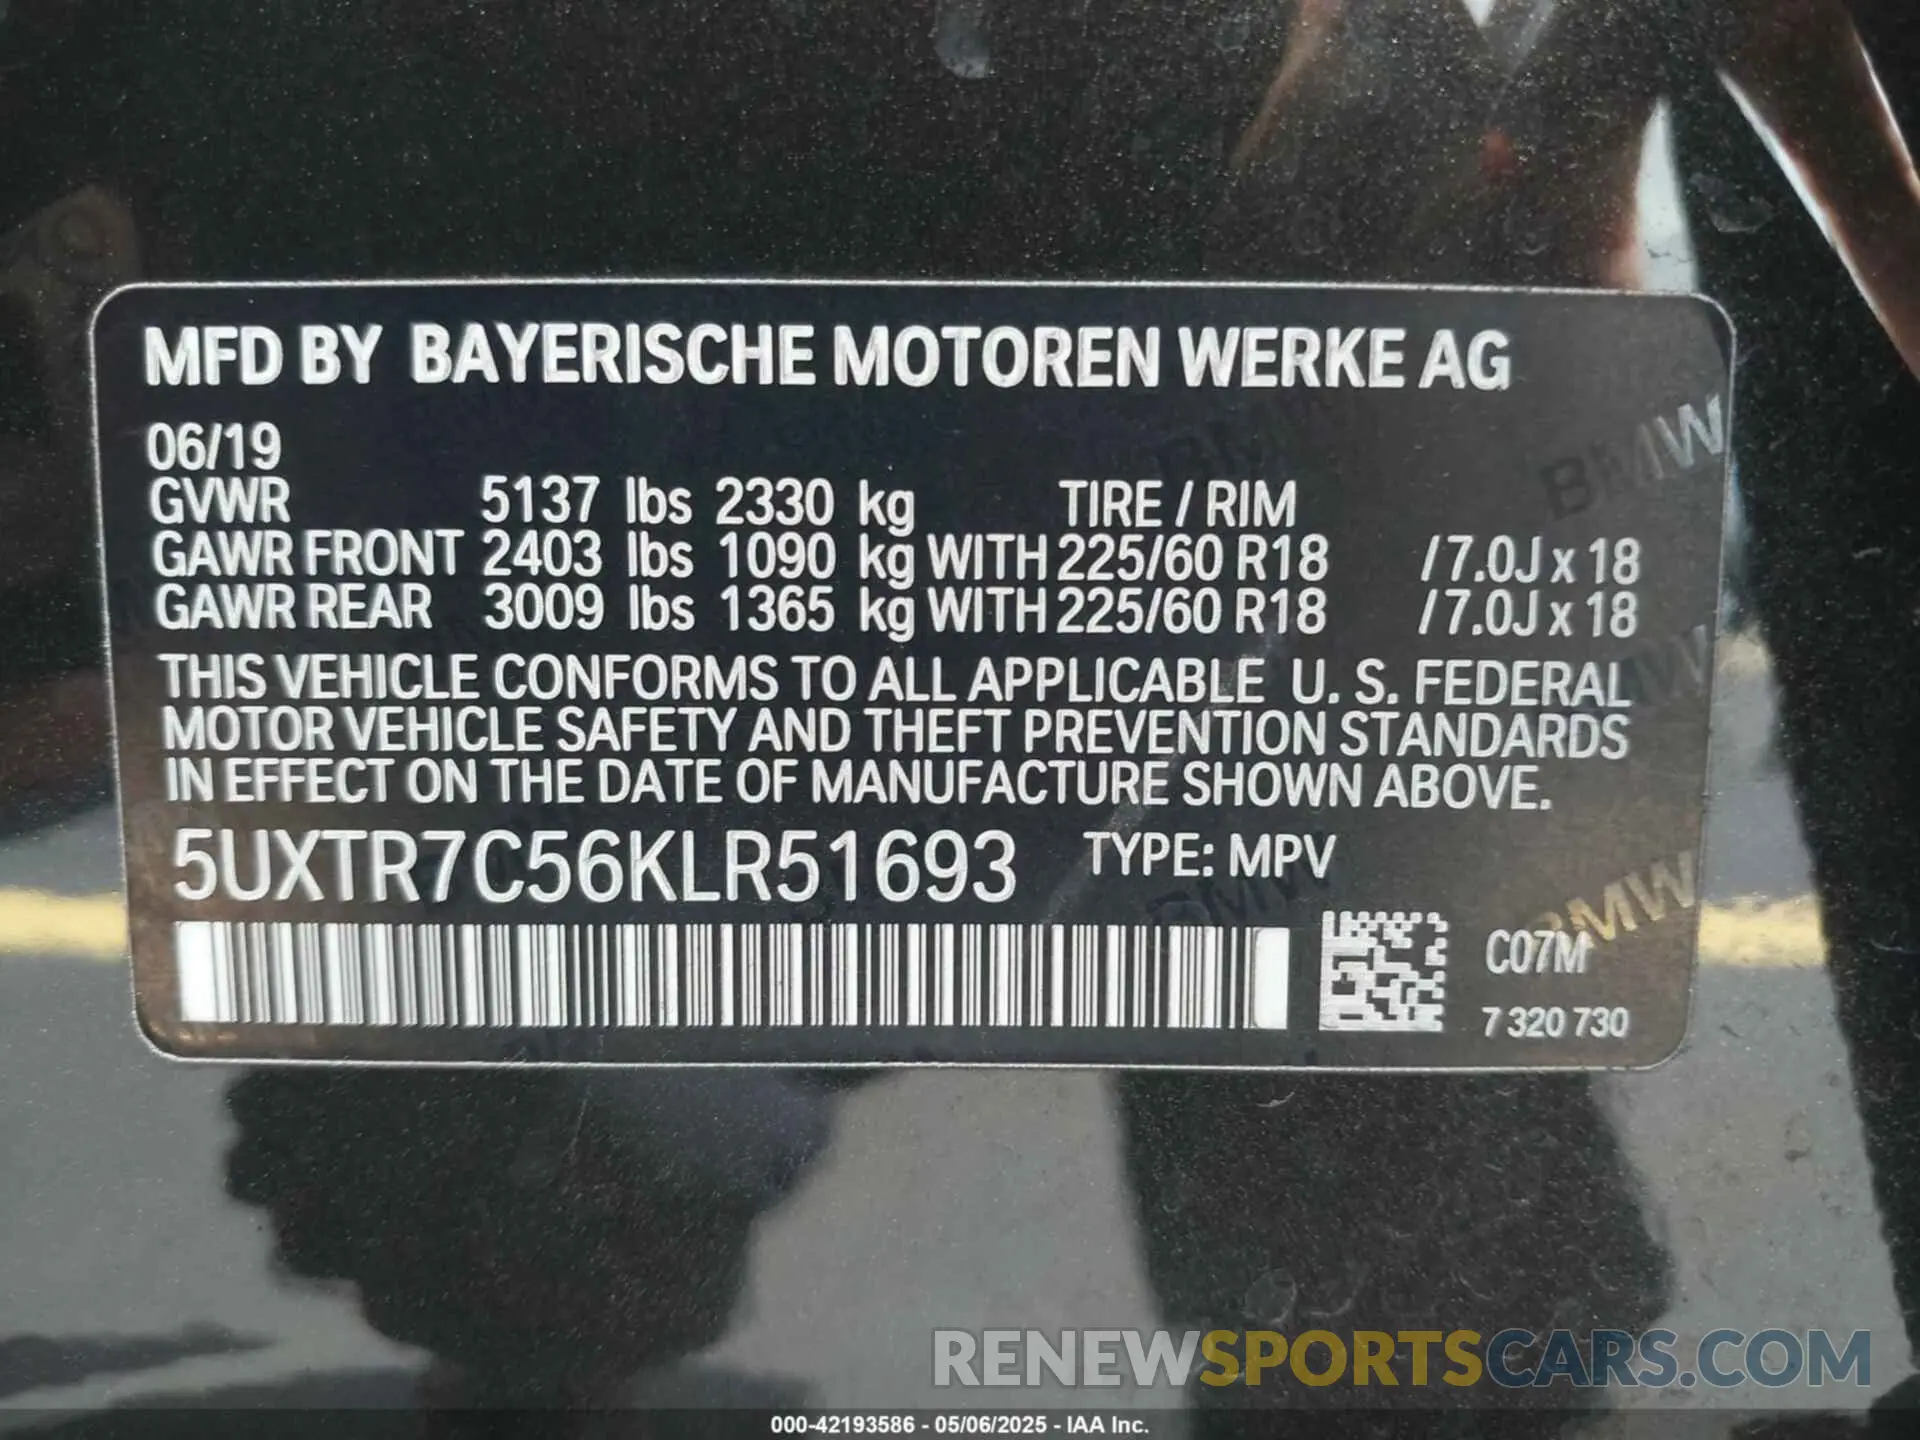 MFD BY BAYERISCHE MOTOREN WERKE AG
06/19
GVWR 5137 lbs 2330 kg TIRE / RIM
GAWR FRONT 2403 lbs 1090 kg WITH 225/60 R18 /7.0J x 18
GAWR REAR 3009 lbs 1365 kg WITH 225/60 R18 /7.0J x 18
THIS VEHICLE CONFORMS TO ALL APPLICABLE U. S. FEDERAL
MOTOR VEHICLE SAFETY AND THEFT PREVENTION STANDARDS
IN EFFECT ON THE DATE OF MANUFACTURE SHOWN ABOVE.
5UXTR7C56KLR51693 TYPE: MPV
C07M
7 320 730
BMW
BMW
BMW
RENEWSPORTSCARS.COM
000-42193586 - 05/06/2025 - IAA Inc.